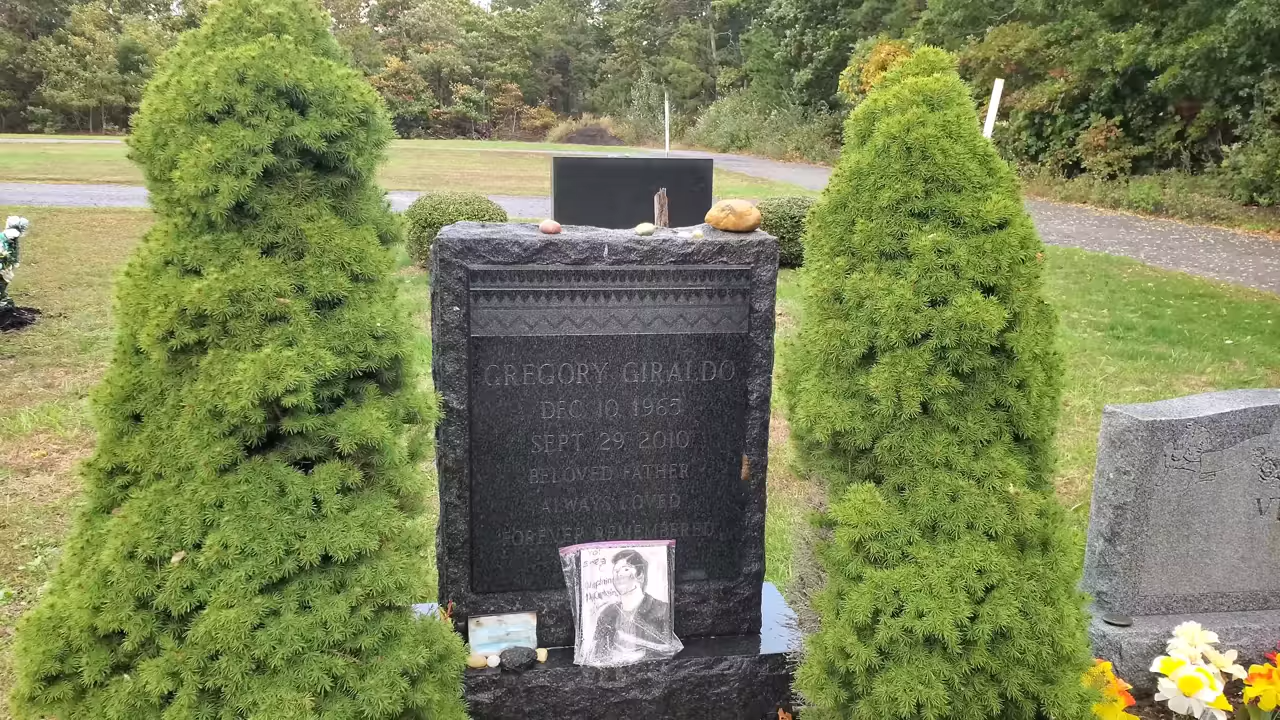 GREGORY GIRALDO
DEC. 10, 1965
SEPT. 29, 2010
BELOVED FATHER
ALWAYS LOVED
FOREVER REMEMBERED